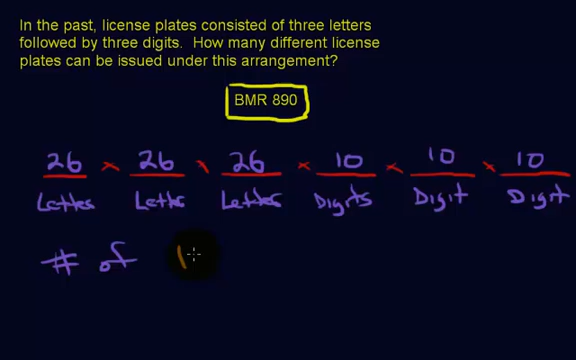 In the past, license plates consisted of three letters
followed by three digits. How many different license
plates can be issued under this arrangement?
BMR 890
26 × 26 × 26 × 10 × 10 × 10
Letters Letters Letters Digits Digit Digit
# of